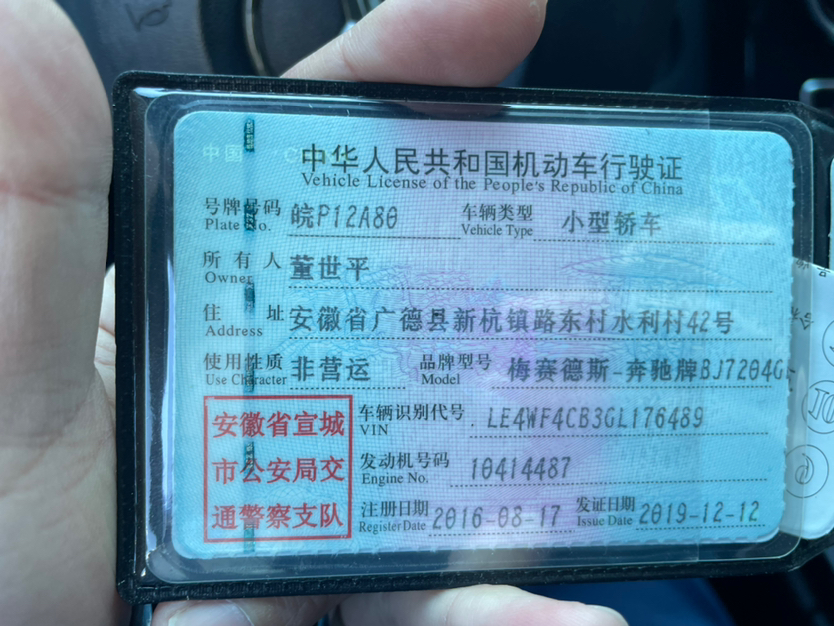 中国 · C
中华人民共和国机动车行驶证
Vehicle License of the People's Republic of China
号牌号码 皖P12A80 车辆类型 小型轿车
Plate No. Vehicle Type
所有人 董世平
Owner
住址 安徽省广德县新杭镇路东村水利村42号
Address
使用性质 非营运 品牌型号 梅赛德斯-奔驰牌BJ7204G
Use Character Model
安徽省宣城 车辆识别代号 LE4WF4CB3GL176489
VIN
市公安局交 发动机号码 10414487
Engine No.
通警察支队 注册日期 2016-08-17 发证日期 2019-12-12
Register Date Issue Date